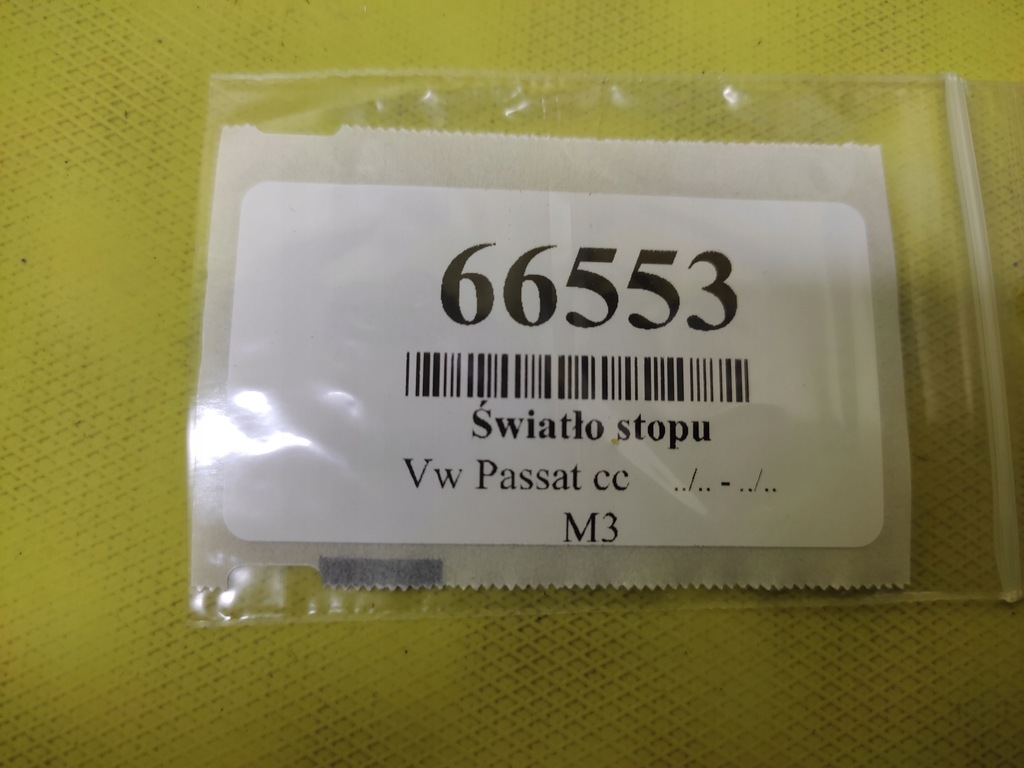 66553
Światło stopu
Vw Passat cc ../.. - ../..
M3